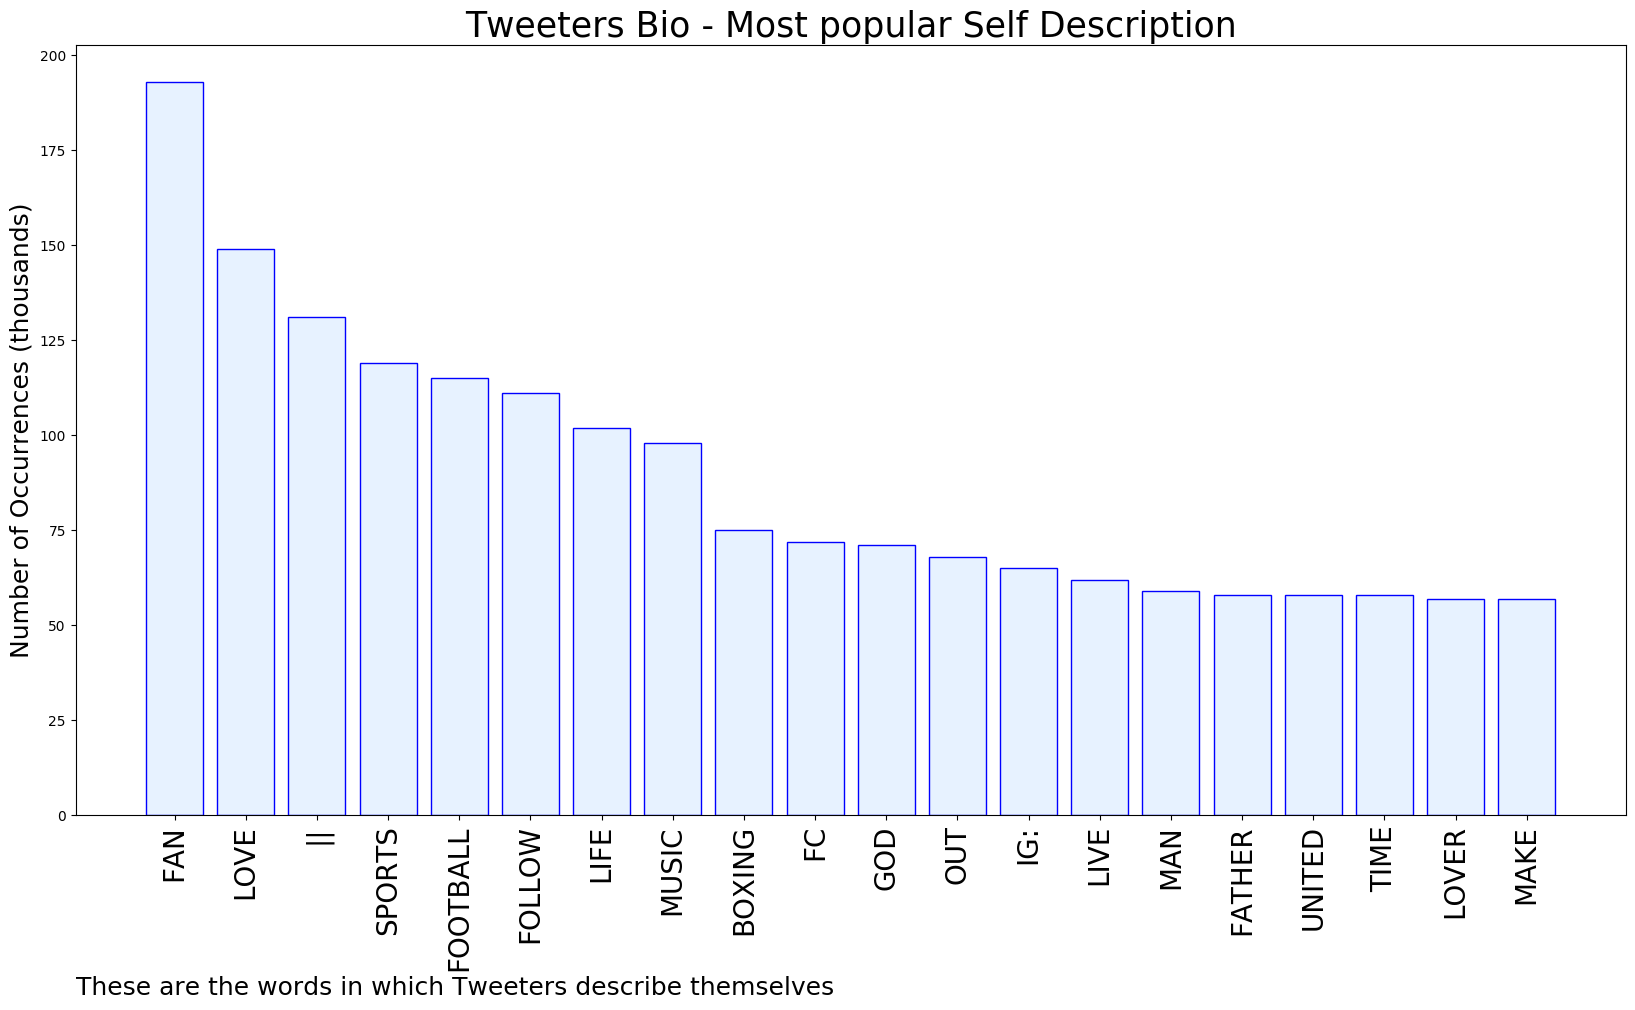 Tweeters Bio - Most popular Self Description
Number of Occurrences (thousands)
200
175
150
125
100
75
50
25
0
FAN
LOVE
||
SPORTS
FOOTBALL
FOLLOW
LIFE
MUSIC
BOXING
FC
GOD
OUT
IG:
LIVE
MAN
FATHER
UNITED
TIME
LOVER
MAKE
These are the words in which Tweeters describe themselves